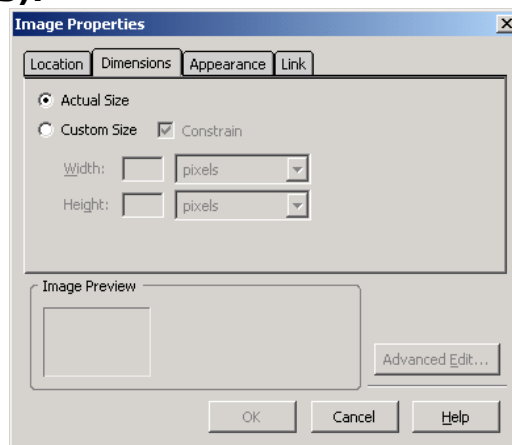 Image Properties
Location Dimensions Appearance Link
Actual Size
Custom Size Constrain
Width: pixels
Height: pixels
Image Preview
Advanced Edit...
OK Cancel Help